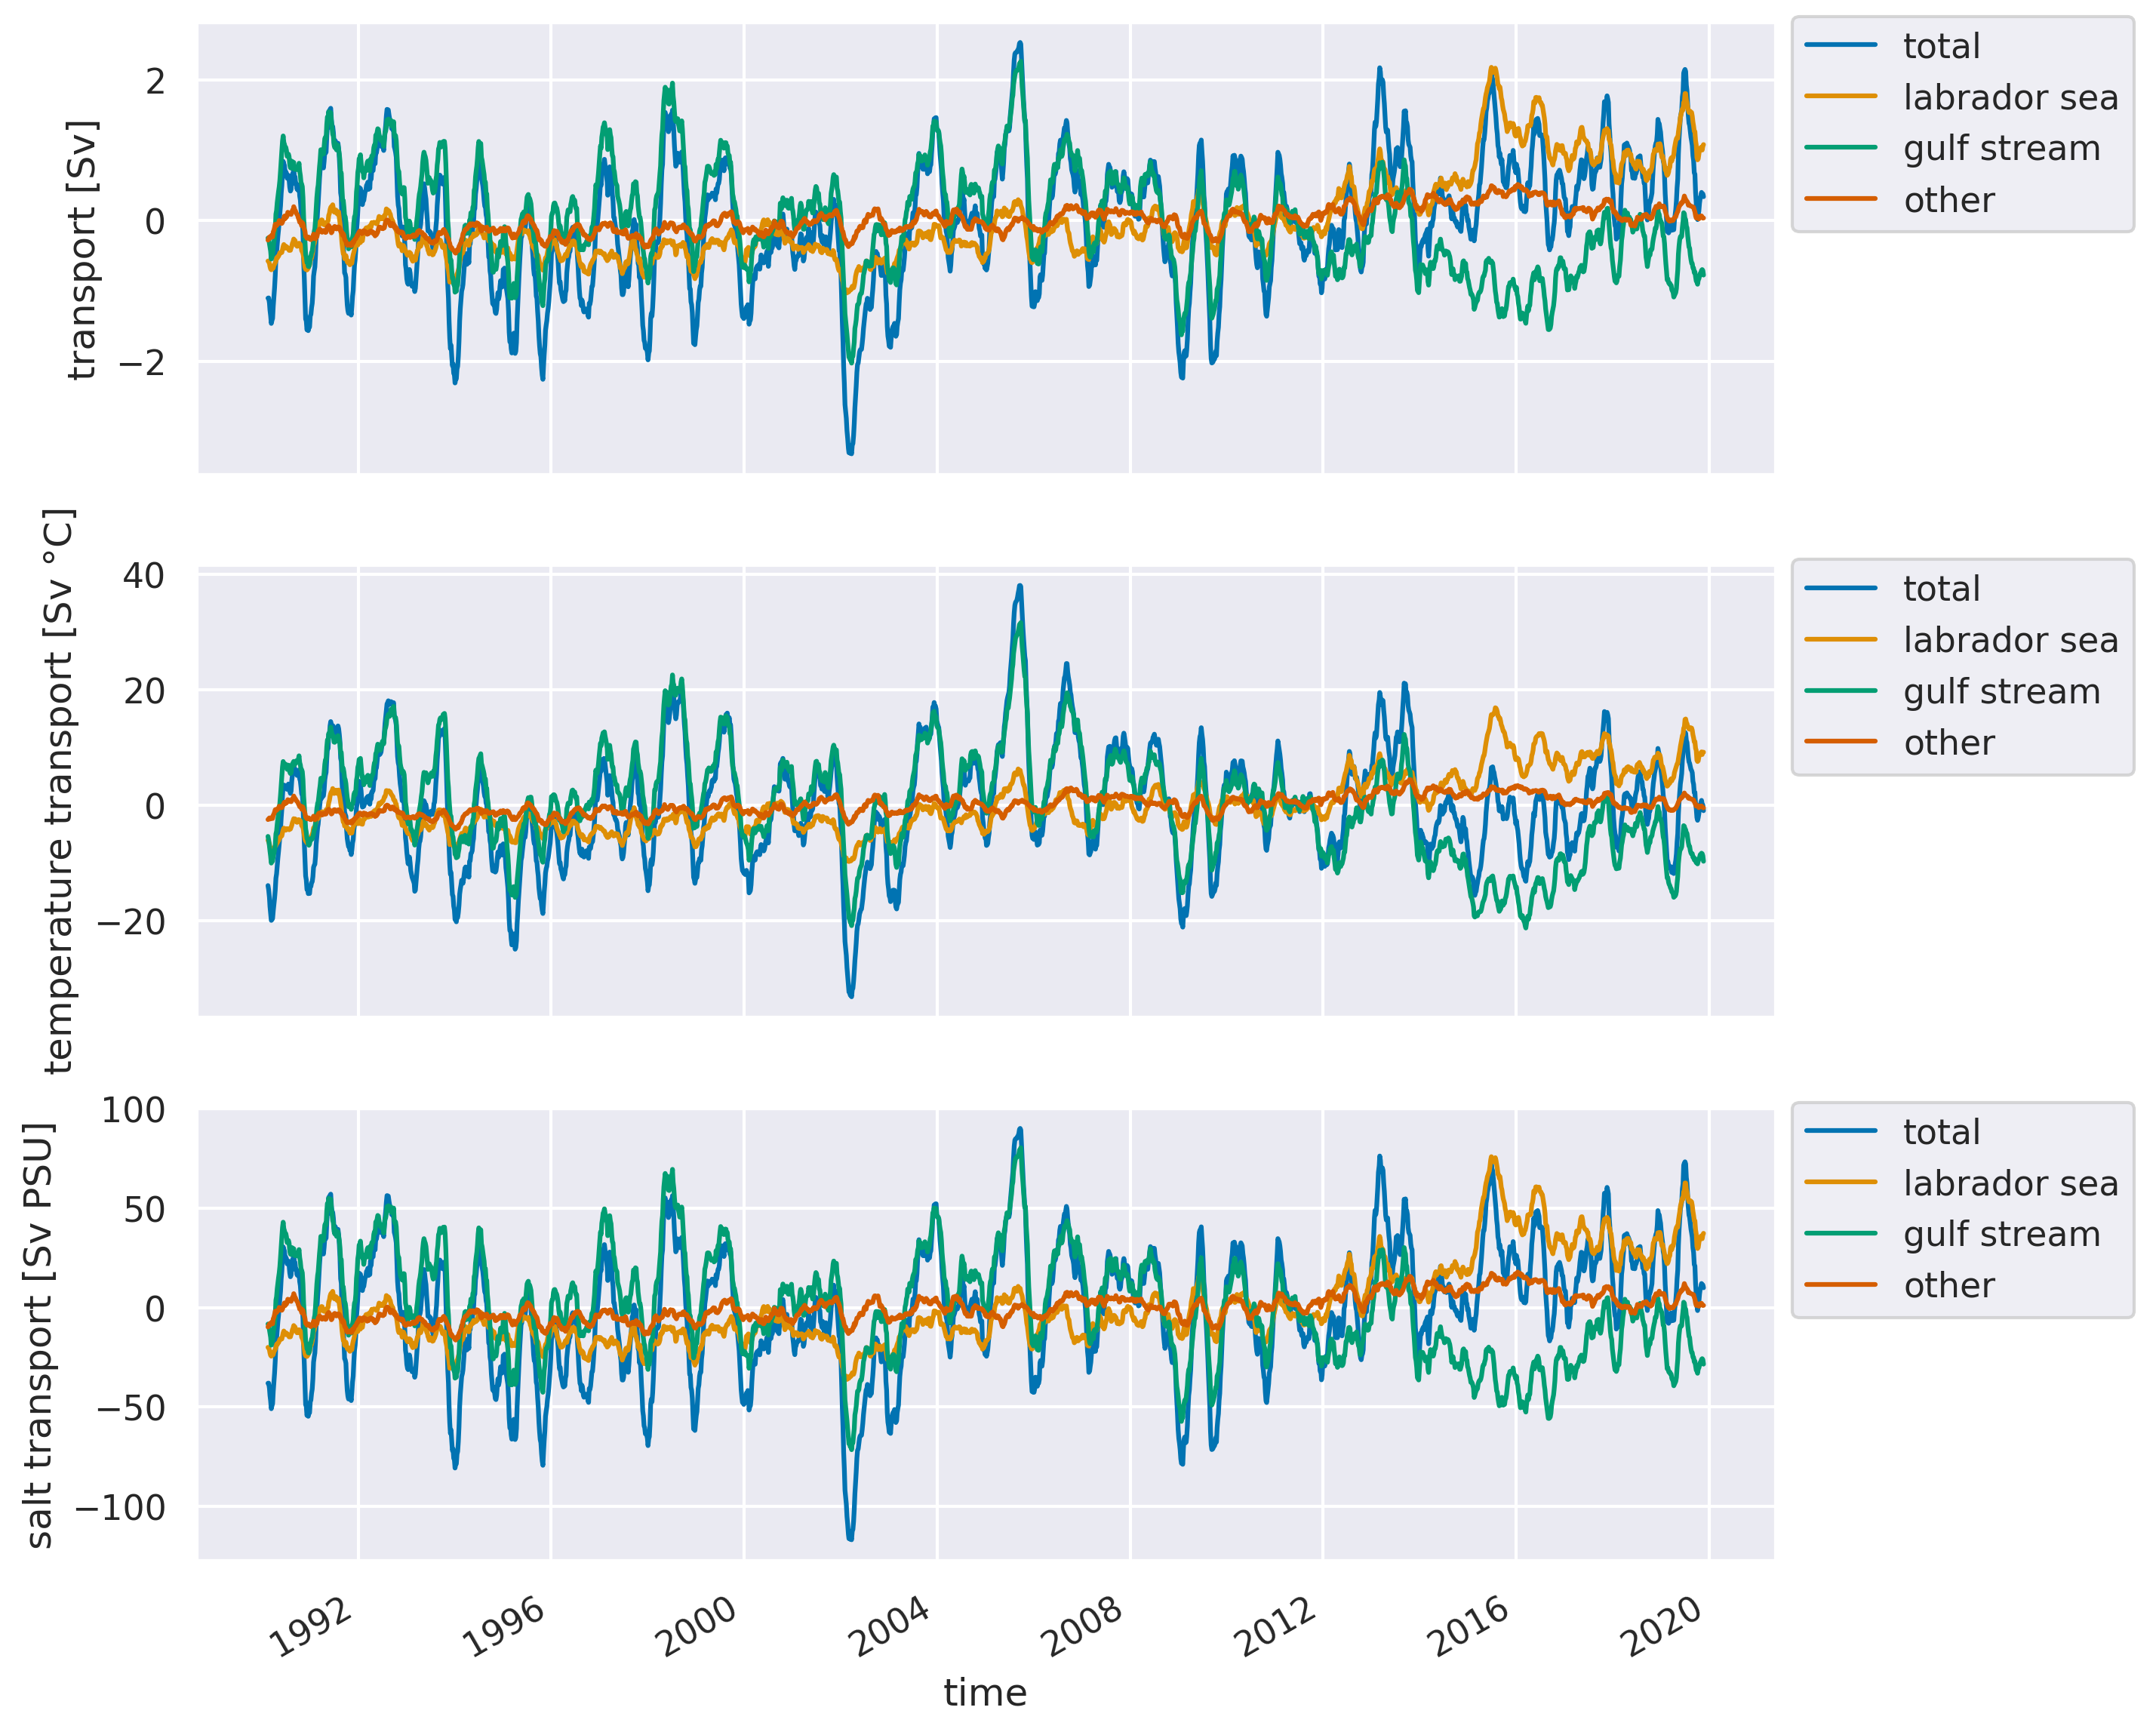 transport [Sv]
2
0
−2
total
labrador sea
gulf stream
other
temperature transport [Sv °C]
40
20
0
−20
total
labrador sea
gulf stream
other
salt transport [Sv PSU]
100
50
0
−50
−100
total
labrador sea
gulf stream
other
1992 1996 2000 2004 2008 2012 2016 2020
time